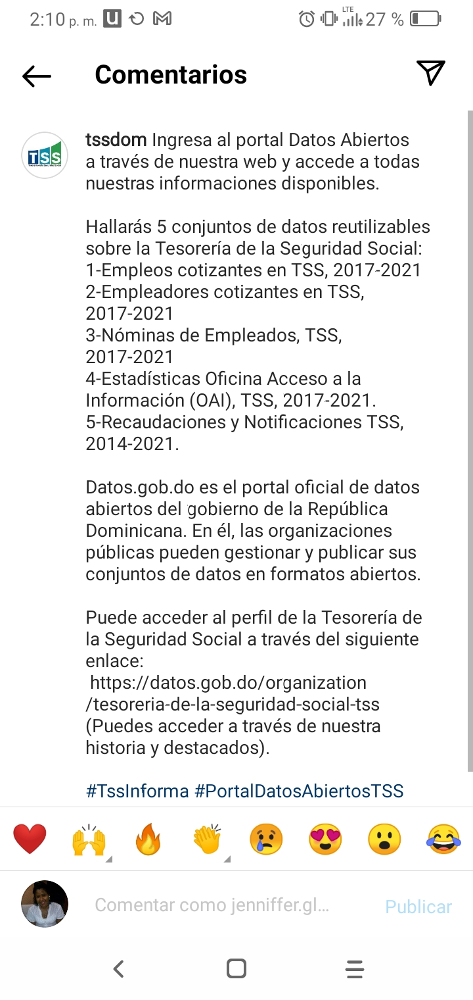 2:10 p. m.
LTE
27 %
Comentarios
TSS
tssdom Ingresa al portal Datos Abiertos
a través de nuestra web y accede a todas
nuestras informaciones disponibles.
Hallarás 5 conjuntos de datos reutilizables
sobre la Tesorería de la Seguridad Social:
1-Empleos cotizantes en TSS, 2017-2021
2-Empleadores cotizantes en TSS,
2017-2021
3-Nóminas de Empleados, TSS,
2017-2021
4-Estadísticas Oficina Acceso a la
Información (OAI), TSS, 2017-2021.
5-Recaudaciones y Notificaciones TSS,
2014-2021.
Datos.gob.do es el portal oficial de datos
abiertos del gobierno de la República
Dominicana. En él, las organizaciones
públicas pueden gestionar y publicar sus
conjuntos de datos en formatos abiertos.
Puede acceder al perfil de la Tesorería de
la Seguridad Social a través del siguiente
enlace:
https://datos.gob.do/organization
/tesoreria-de-la-seguridad-social-tss
(Puedes acceder a través de nuestra
historia y destacados).
#TssInforma #PortalDatosAbiertosTSS
Comentar como jenniffer.gl...
Publicar